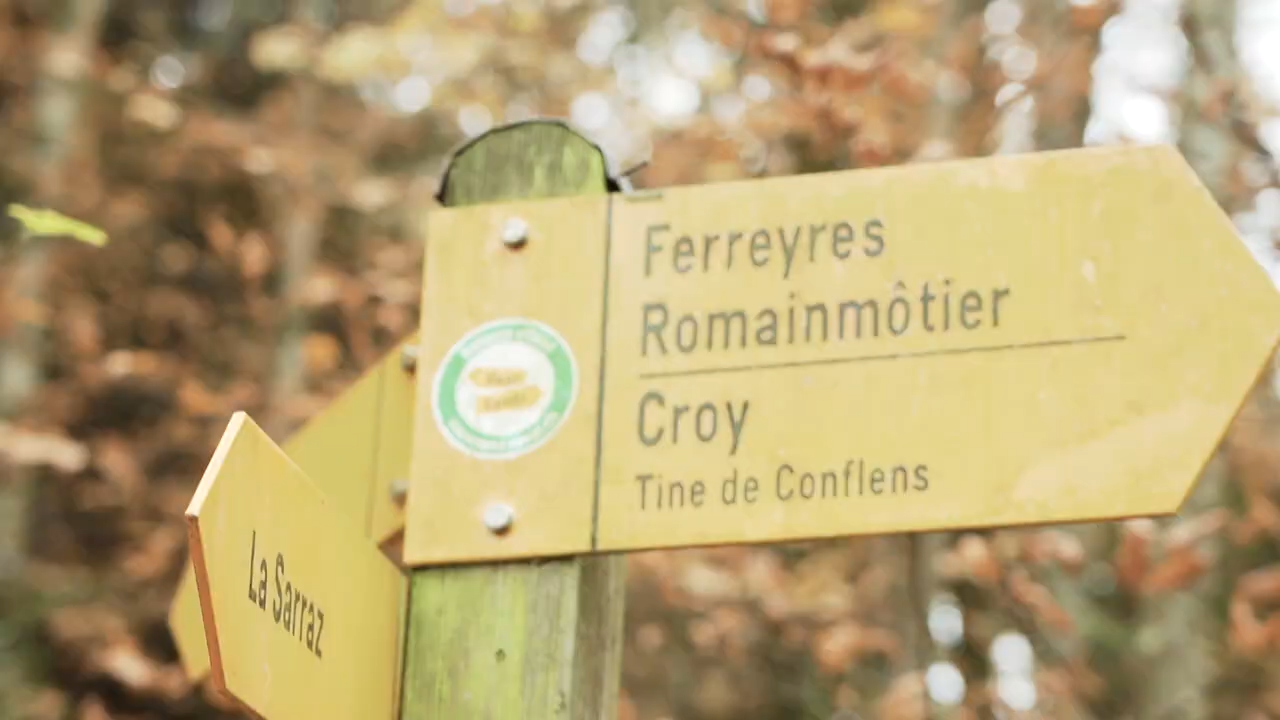 Ferreyres
Romainmôtier
Croy
Tine de Conflens
La Sarraz